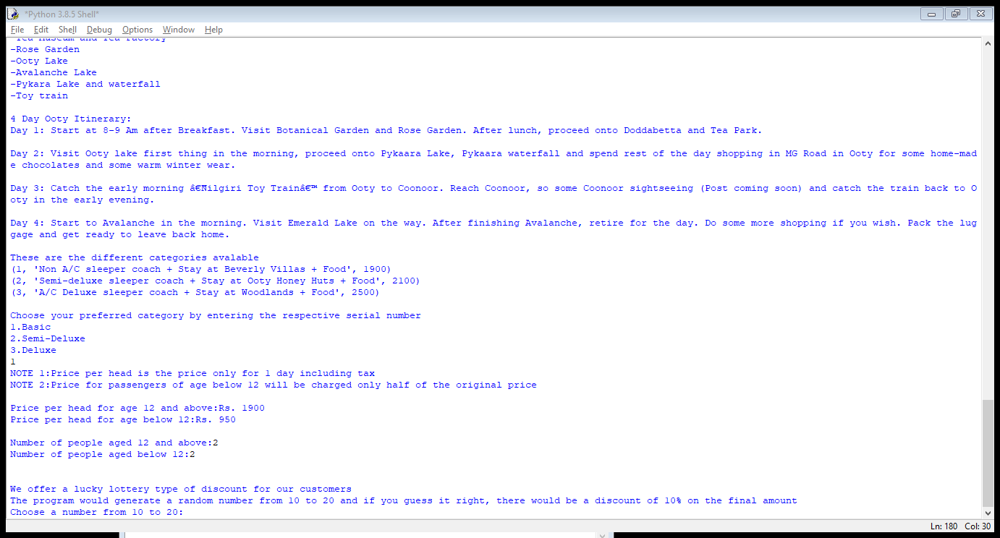 *Python 3.8.5 Shell*
File Edit Shell Debug Options Window Help
-Tea Museum and Tea Factory
-Rose Garden
-Ooty Lake
-Avalanche Lake
-Pykara Lake and waterfall
-Toy train
4 Day Ooty Itinerary:
Day 1: Start at 8-9 Am after Breakfast. Visit Botanical Garden and Rose Garden. After lunch, proceed onto Doddabetta and Tea Park.
Day 2: Visit Ooty lake first thing in the morning, proceed onto Pykaara Lake, Pykaara waterfall and spend rest of the day shopping in MG Road in Ooty for some home-mad
e chocolates and some warm winter wear.
Day 3: Catch the early morning â€˜Nilgiri Toy Trainâ€™ from Ooty to Coonoor. Reach Coonoor, so some Coonoor sightseeing (Post coming soon) and catch the train back to O
oty in the early evening.
Day 4: Start to Avalanche in the morning. Visit Emerald Lake on the way. After finishing Avalanche, retire for the day. Do some more shopping if you wish. Pack the lug
gage and get ready to leave back home.
These are the different categories avalable
(1, 'Non A/C sleeper coach + Stay at Beverly Villas + Food', 1900)
(2, 'Semi-deluxe sleeper coach + Stay at Ooty Honey Huts + Food', 2100)
(3, 'A/C Deluxe sleeper coach + Stay at Woodlands + Food', 2500)
Choose your preferred category by entering the respective serial number
1.Basic
2.Semi-Deluxe
3.Deluxe
1
NOTE 1:Price per head is the price only for 1 day including tax
NOTE 2:Price for passengers of age below 12 will be charged only half of the original price
Price per head for age 12 and above:Rs. 1900
Price per head for age below 12:Rs. 950
Number of people aged 12 and above:2
Number of people aged below 12:2
We offer a lucky lottery type of discount for our customers
The program would generate a random number from 10 to 20 and if you guess it right, there would be a discount of 10% on the final amount
Choose a number from 10 to 20:
Ln: 180 Col: 30